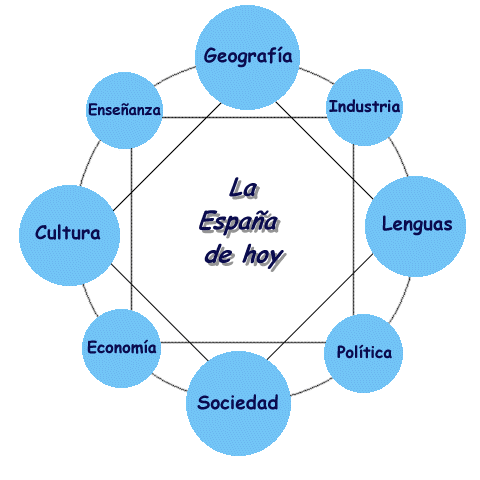 Geografía
Enseñanza
Industria
La
España
de hoy
Cultura
Lenguas
Economía
Política
Sociedad